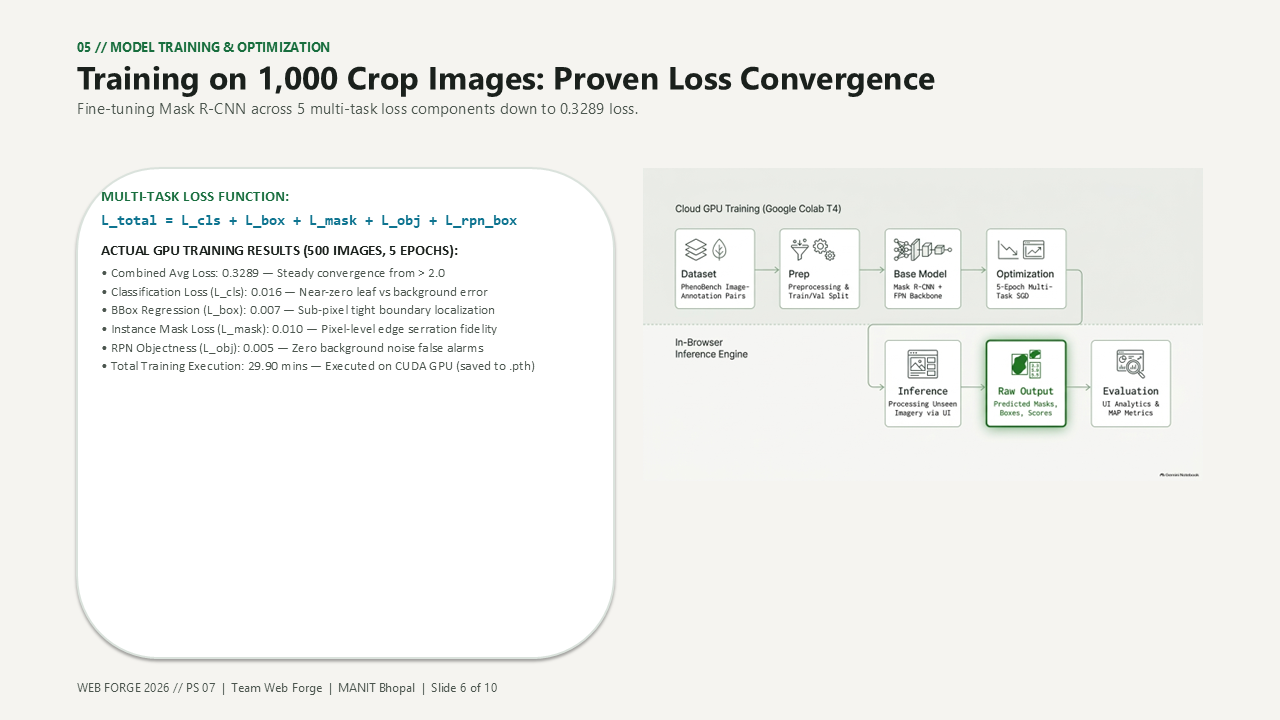 05 // MODEL TRAINING & OPTIMIZATION
Training on 1,000 Crop Images: Proven Loss Convergence
Fine-tuning Mask R-CNN across 5 multi-task loss components down to 0.3289 loss.
MULTI-TASK LOSS FUNCTION:
L_total = L_cls + L_box + L_mask + L_obj + L_rpn_box
ACTUAL GPU TRAINING RESULTS (500 IMAGES, 5 EPOCHS):
• Combined Avg Loss: 0.3289 — Steady convergence from > 2.0
• Classification Loss (L_cls): 0.016 — Near-zero leaf vs background error
• BBox Regression (L_box): 0.007 — Sub-pixel tight boundary localization
• Instance Mask Loss (L_mask): 0.010 — Pixel-level edge serration fidelity
• RPN Objectness (L_obj): 0.005 — Zero background noise false alarms
• Total Training Execution: 29.90 mins — Executed on CUDA GPU (saved to .pth)
Cloud GPU Training (Google Colab T4)
Dataset
PhenoBench Image-
Annotation Pairs
Prep
Preprocessing &
Train/Val Split
Base Model
Mask R-CNN +
FPN Backbone
Optimization
5-Epoch Multi-
Task SGD
In-Browser
Inference Engine
Inference
Processing Unseen
Imagery via UI
Raw Output
Predicted Masks,
Boxes, Scores
Evaluation
UI Analytics &
MAP Metrics
WEB FORGE 2026 // PS 07 | Team Web Forge | MANIT Bhopal | Slide 6 of 10